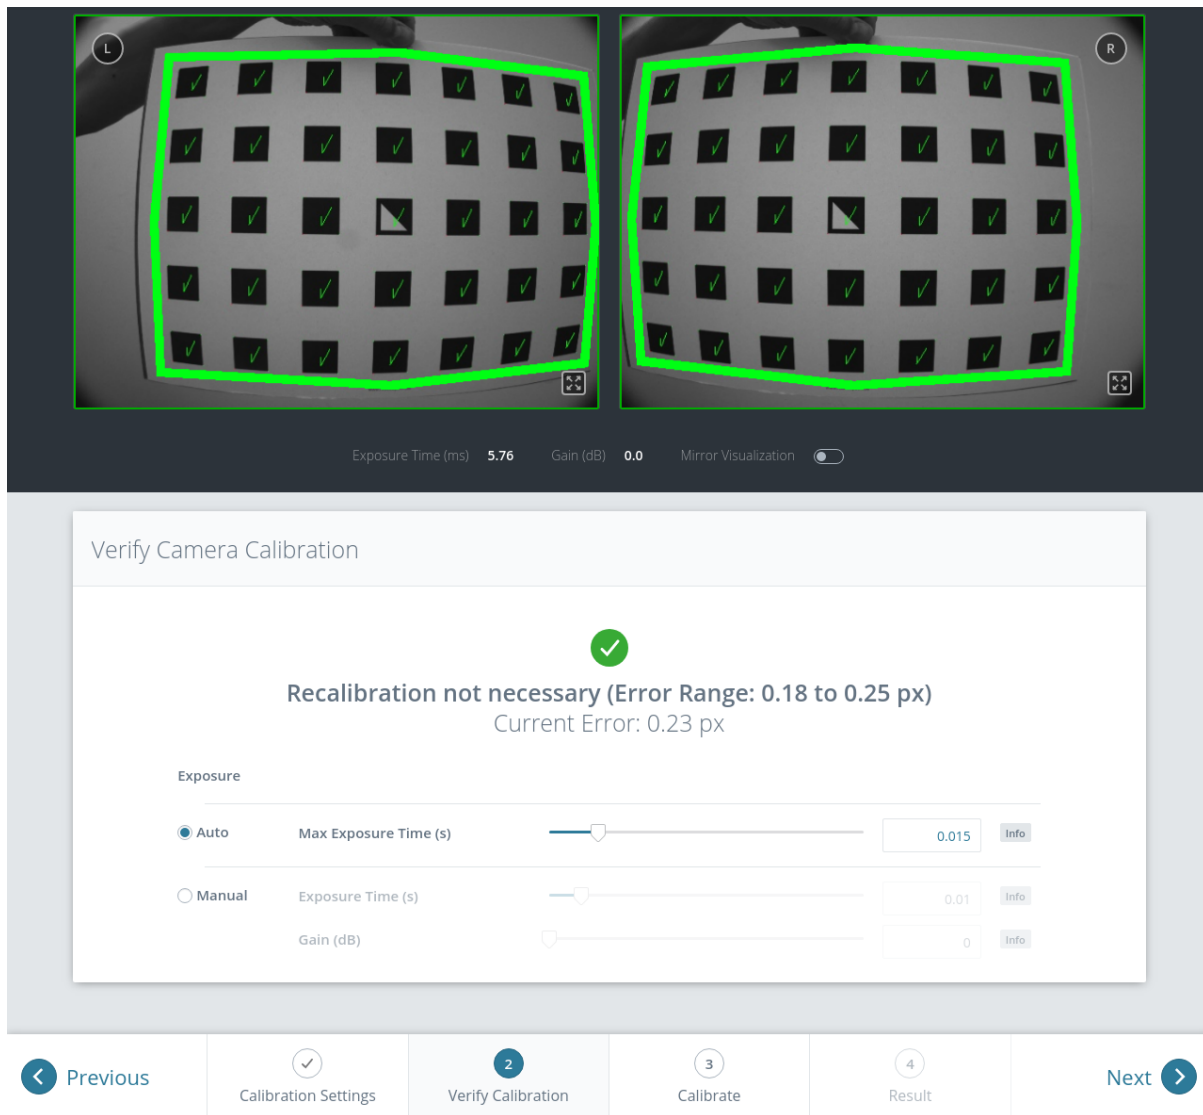 L
R
Exposure Time (ms) 5.76 Gain (dB) 0.0 Mirror Visualization
Verify Camera Calibration
Recalibration not necessary (Error Range: 0.18 to 0.25 px)
Current Error: 0.23 px
Exposure
Auto Max Exposure Time (s) 0.015 Info
Manual Exposure Time (s) 0.01 Info
Gain (dB) 0 Info
Previous
2
3
4
Calibration Settings Verify Calibration Calibrate Result
Next